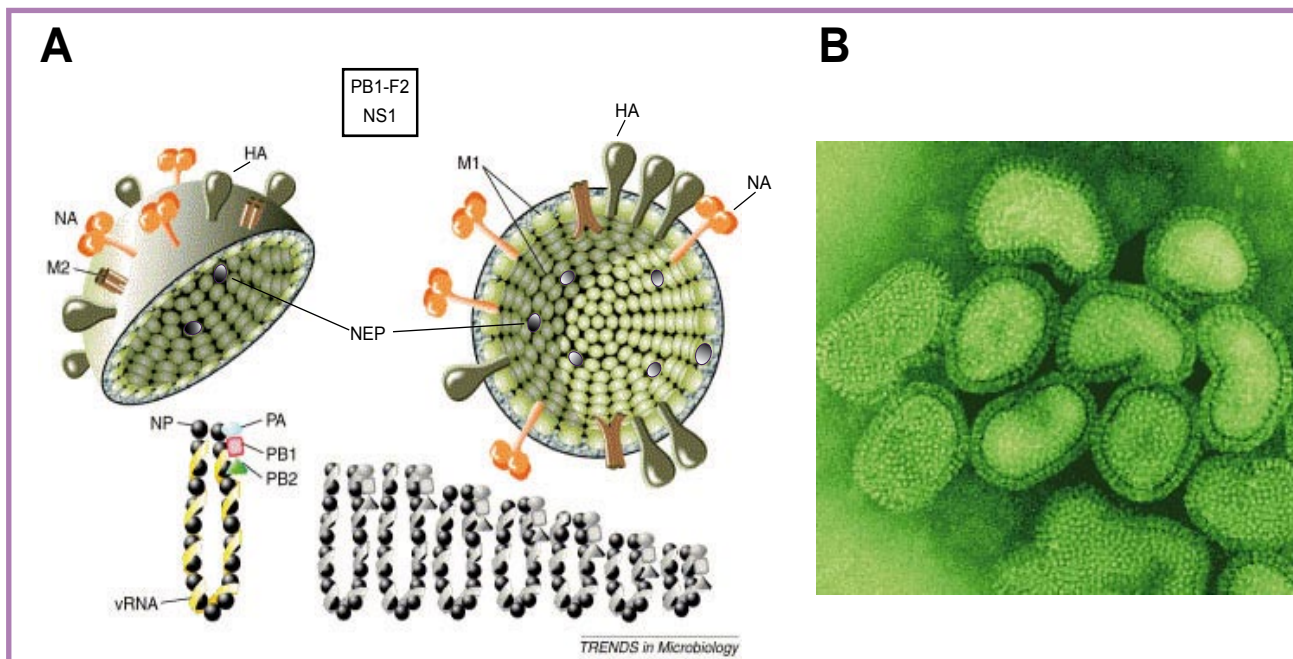 A
B
PB1-F2
NS1
HA
HA
M1
NA
NA
M2
NEP
NP
PA
PB1
PB2
vRNA
TRENDS in Microbiology